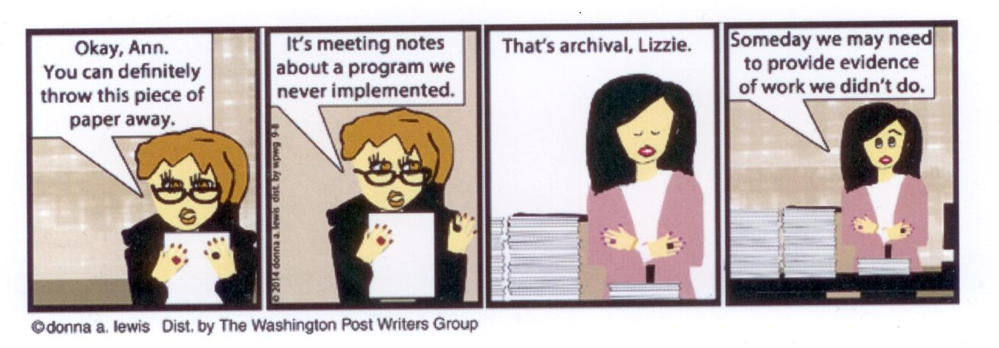 Okay, Ann.
You can definitely
throw this piece of
paper away.
It's meeting notes
about a program we
never implemented.
© 2014 donna a. lewis dist. by wpwg 9-8
That's archival, Lizzie.
Someday we may need
to provide evidence
of work we didn't do.
©donna a. lewis Dist. by The Washington Post Writers Group